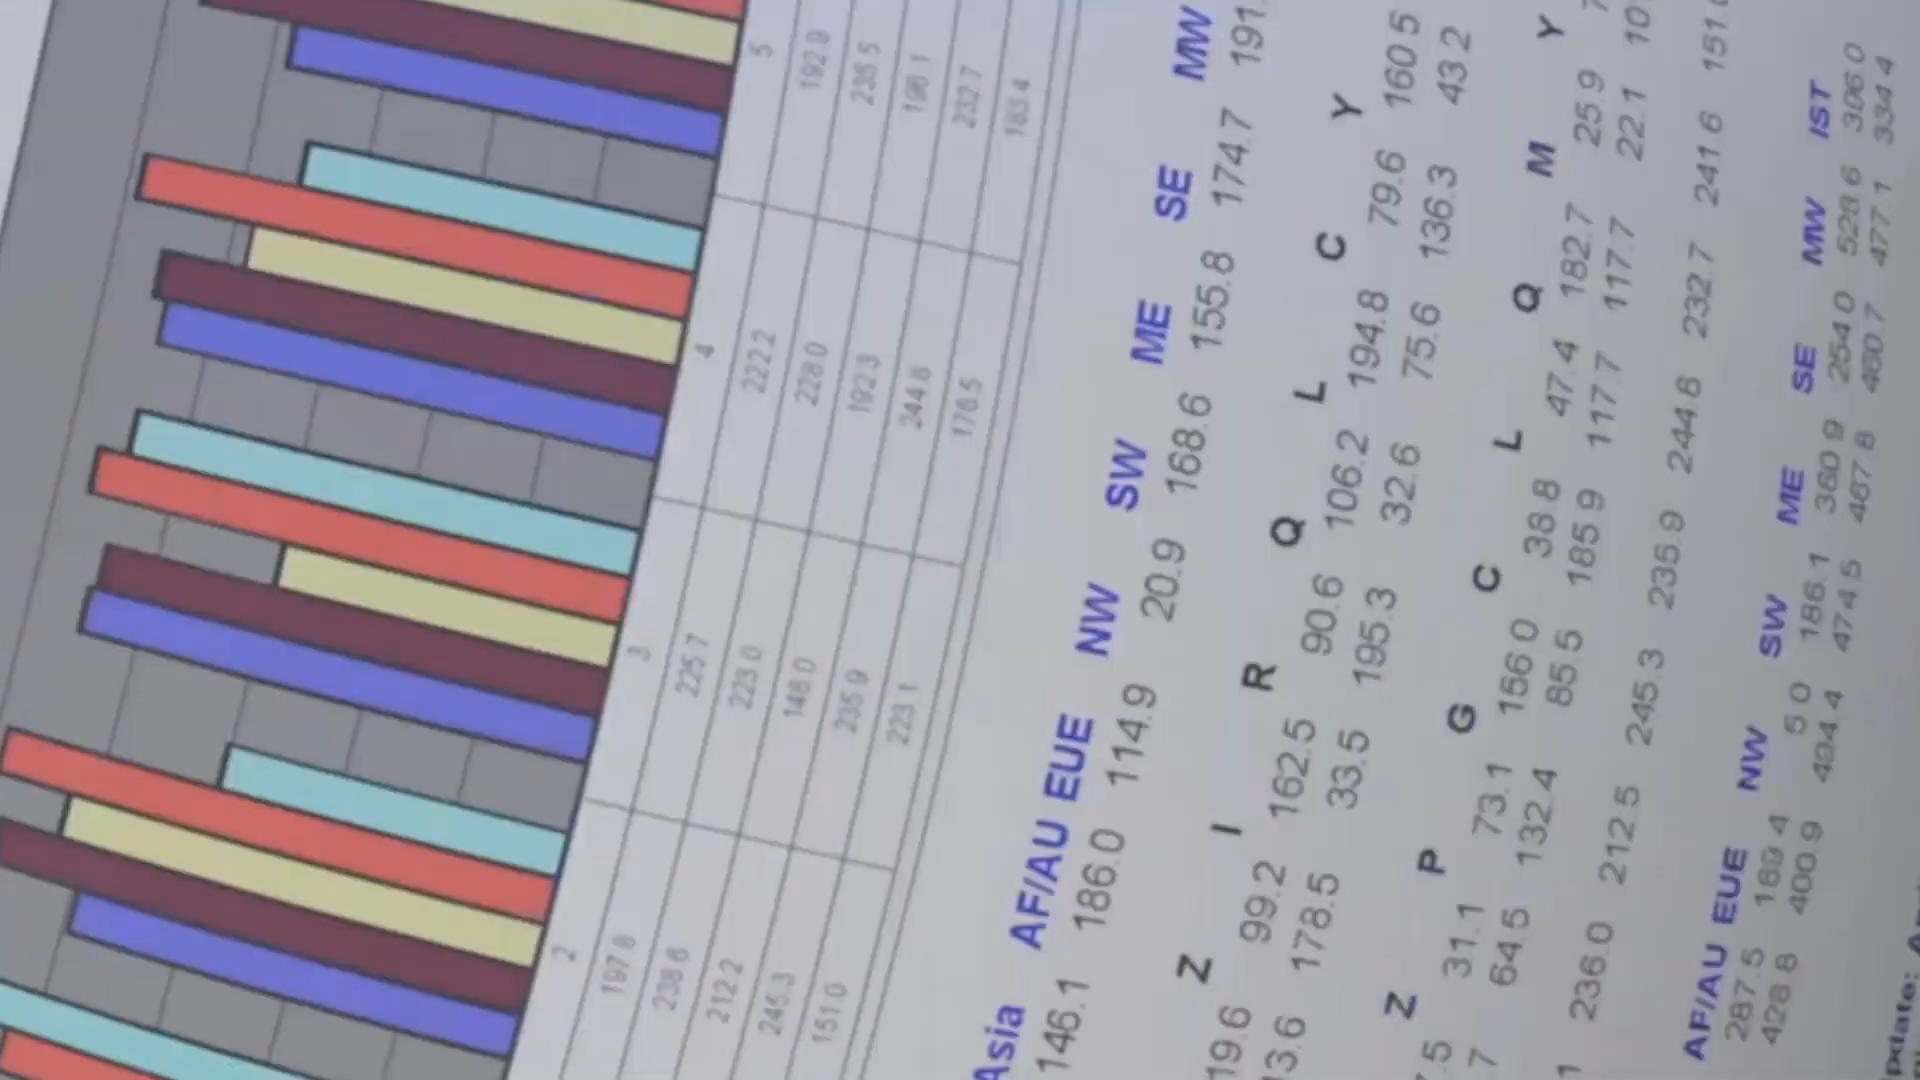 2 3 4 5
197.8 225.7 222.2 192.9
238.6 223.0 228.0 235.5
212.2 148.0 192.3 196.1
245.3 235.9 244.6 232.7
151.0 223.1 176.5 183.4
Asia AF/AU EUE NW SW ME SE MW
146.1 186.0 114.9 20.9 168.6 155.8 174.7 191.
Z I R Q L C Y
19.6 99.2 162.5 90.6 106.2 194.8 79.6 160.5
13.6 178.5 33.5 195.3 32.6 75.6 136.3 43.2
Z P G C L Q M Y
.5 31.1 73.1 156.0 38.8 47.4 182.7 25.9
7 64.5 132.4 85.5 185.9 117.7 117.7 22.1 10
1 236.0 212.5 245.3 235.9 244.6 232.7 241.6 151.
AF/AU EUE NW SW ME SE MW IST
287.5 169.4 5.0 186.1 360.9 254.0 528.6 396.0
428.8 400.9 494.4 474.5 467.8 460.7 477.1 334.4
pdate: